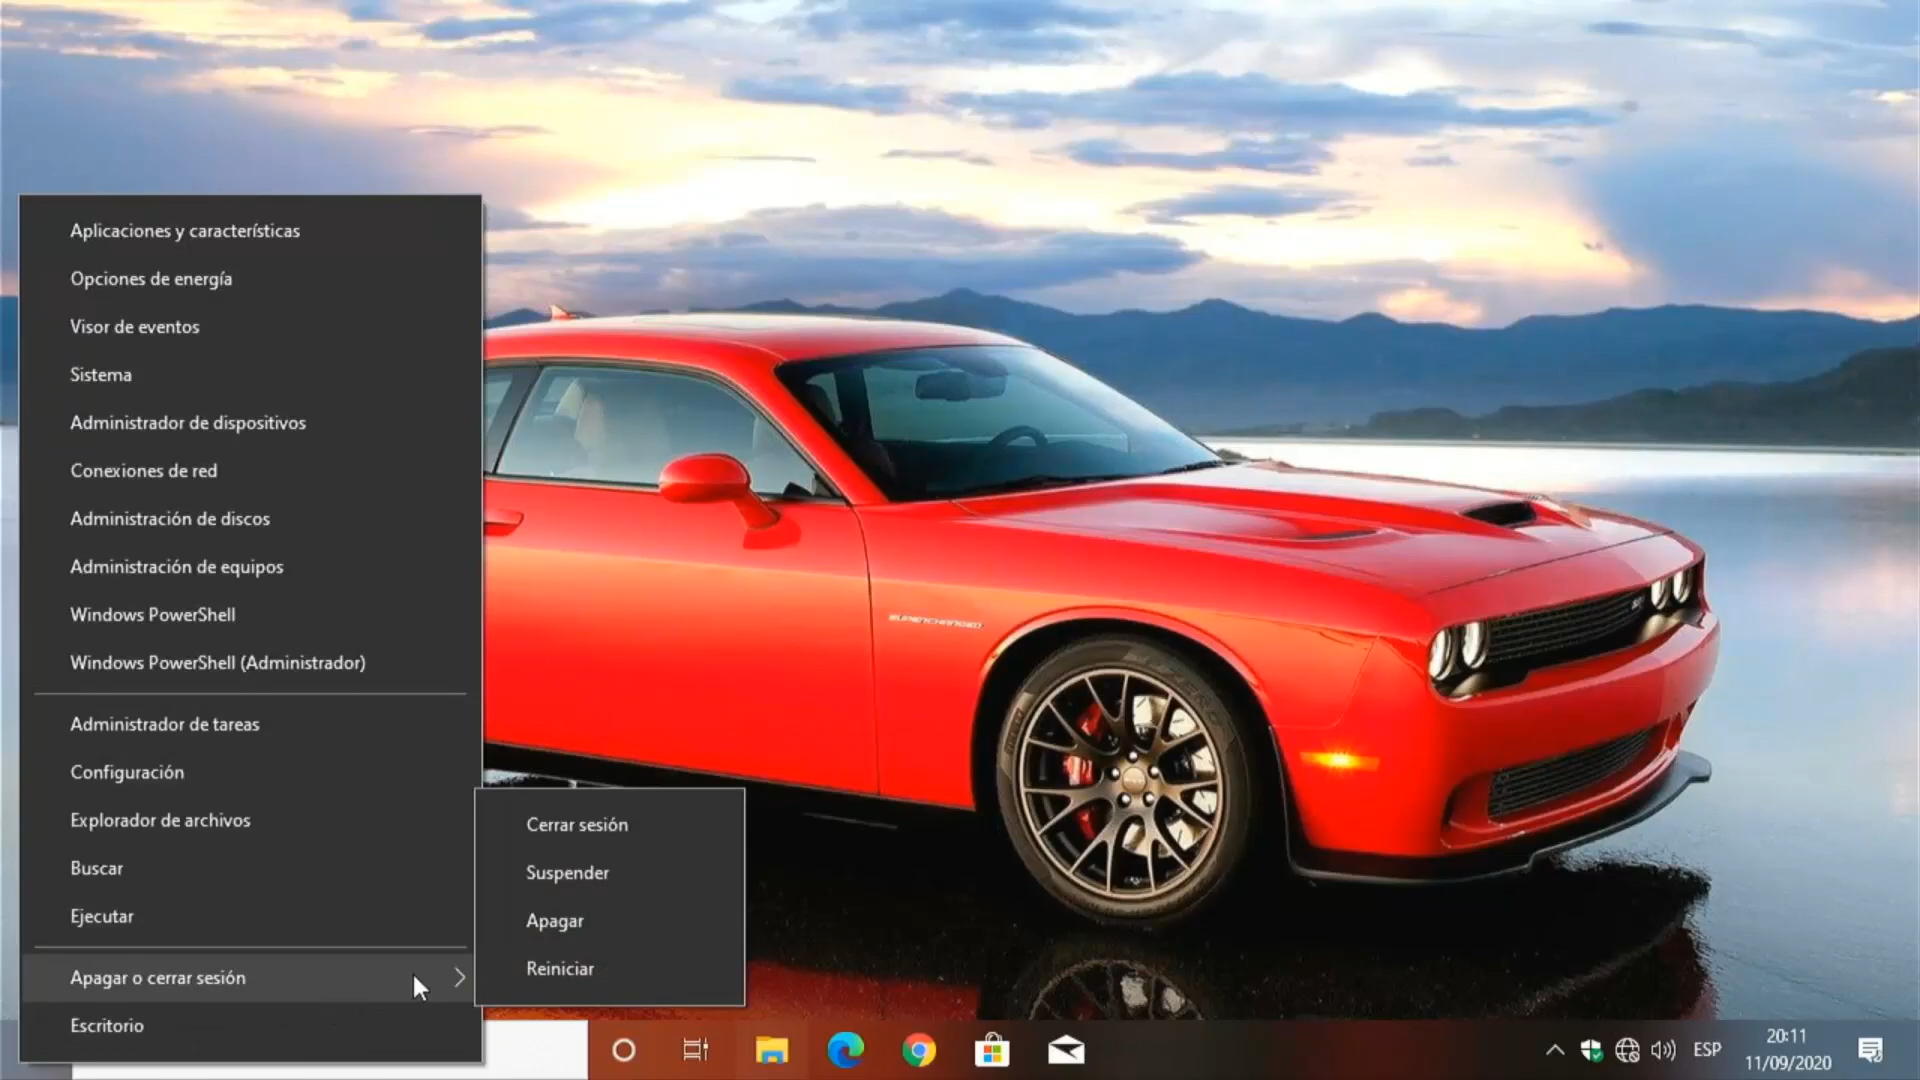 Aplicaciones y características
Opciones de energía
Visor de eventos
Sistema
Administrador de dispositivos
Conexiones de red
Administración de discos
Administración de equipos
Windows PowerShell
Windows PowerShell (Administrador)
Administrador de tareas
Configuración
Explorador de archivos
Buscar
Ejecutar
Apagar o cerrar sesión
Escritorio
Cerrar sesión
Suspender
Apagar
Reiniciar
SUPERCHARGED
ESP
20:11
11/09/2020